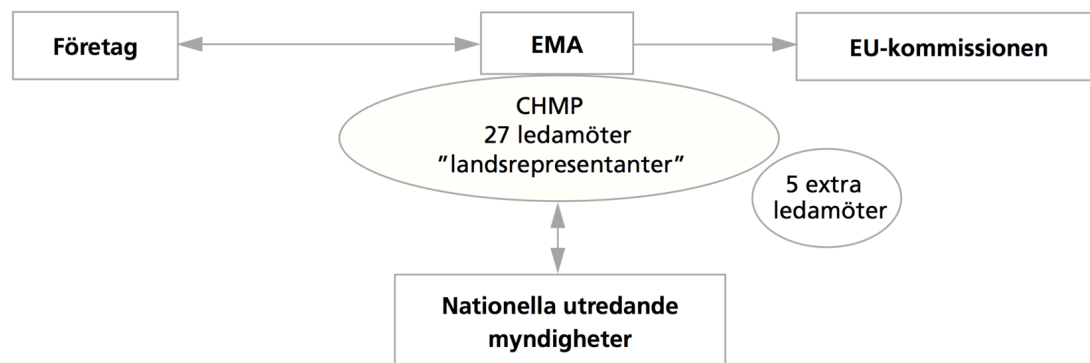 Företag
EMA
EU-kommissionen
CHMP
27 ledamöter
”landsrepresentanter”
5 extra
ledamöter
Nationella utredande
myndigheter